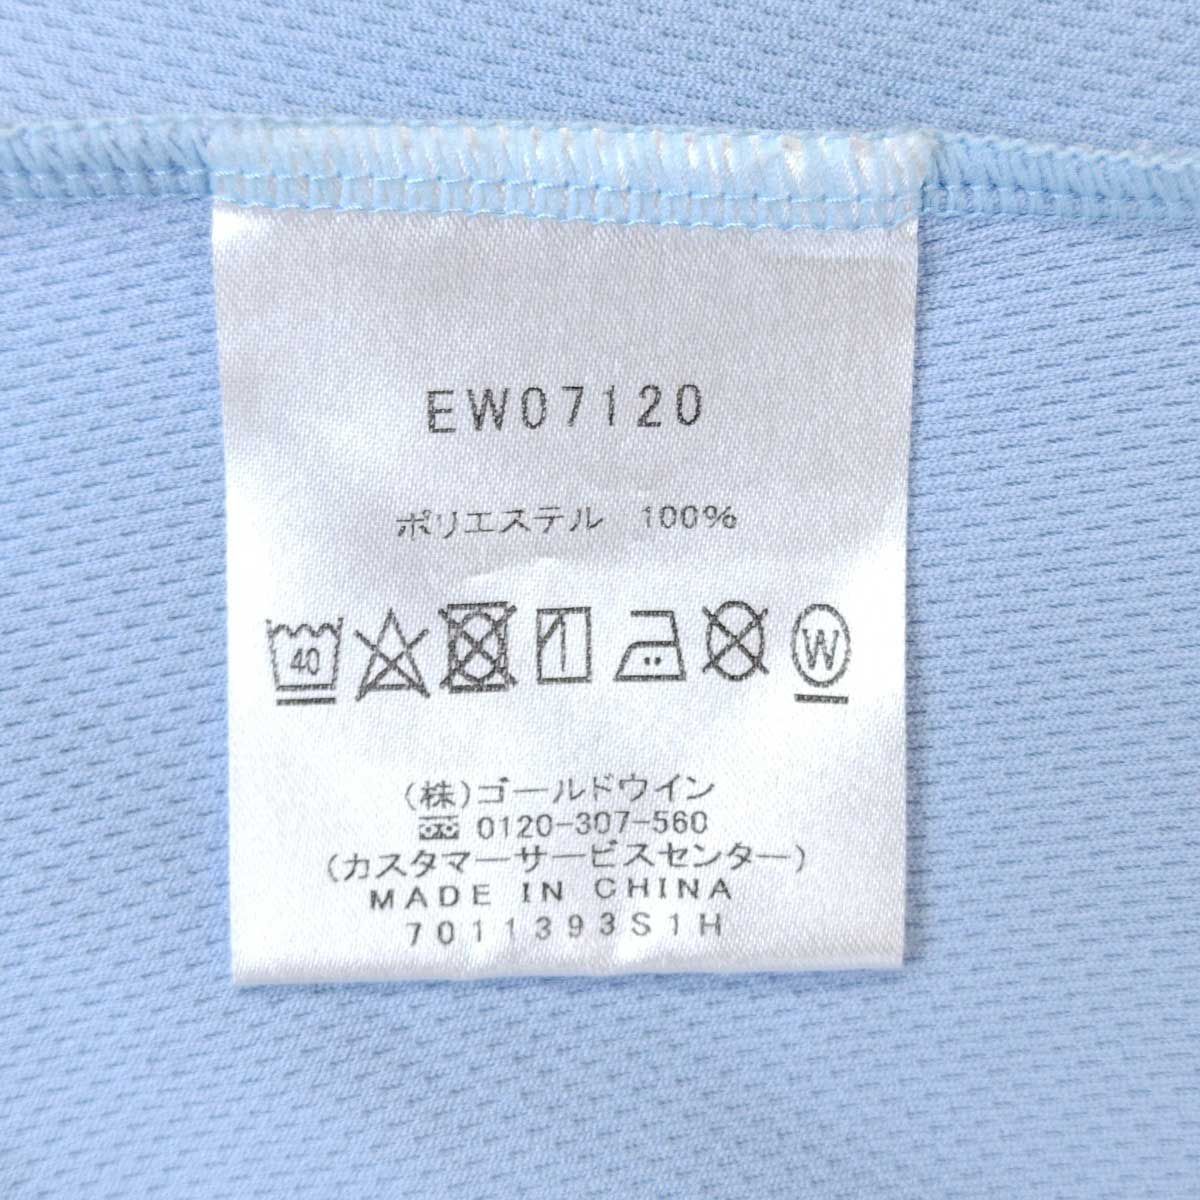 EW07120
ポリエステル 100%
40 W
(株)ゴールドウイン
0120-307-560
(カスタマーサービスセンター)
MADE IN CHINA
7011393S1H